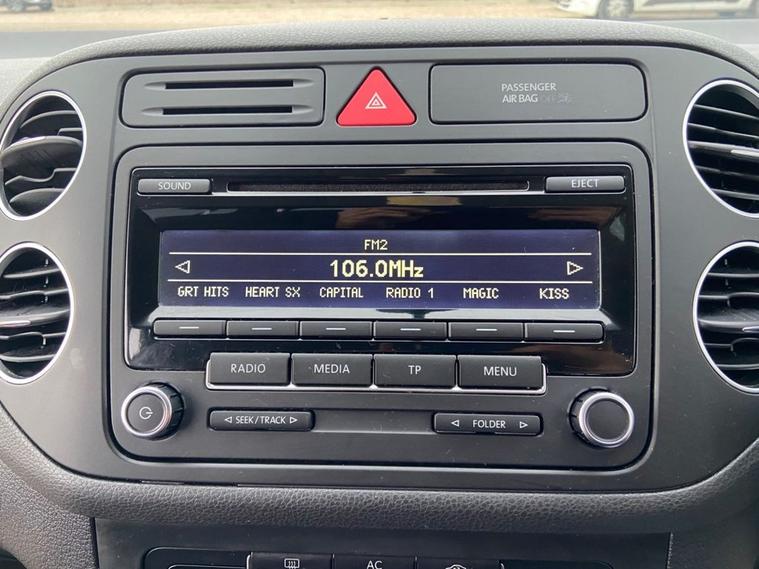 PASSENGER
AIR BAG OFF
SOUND
EJECT
FM2
106.0MHz
GRT HITS HEART SX CAPITAL RADIO 1 MAGIC KISS
RADIO MEDIA TP MENU
SEEK/TRACK
FOLDER
AC